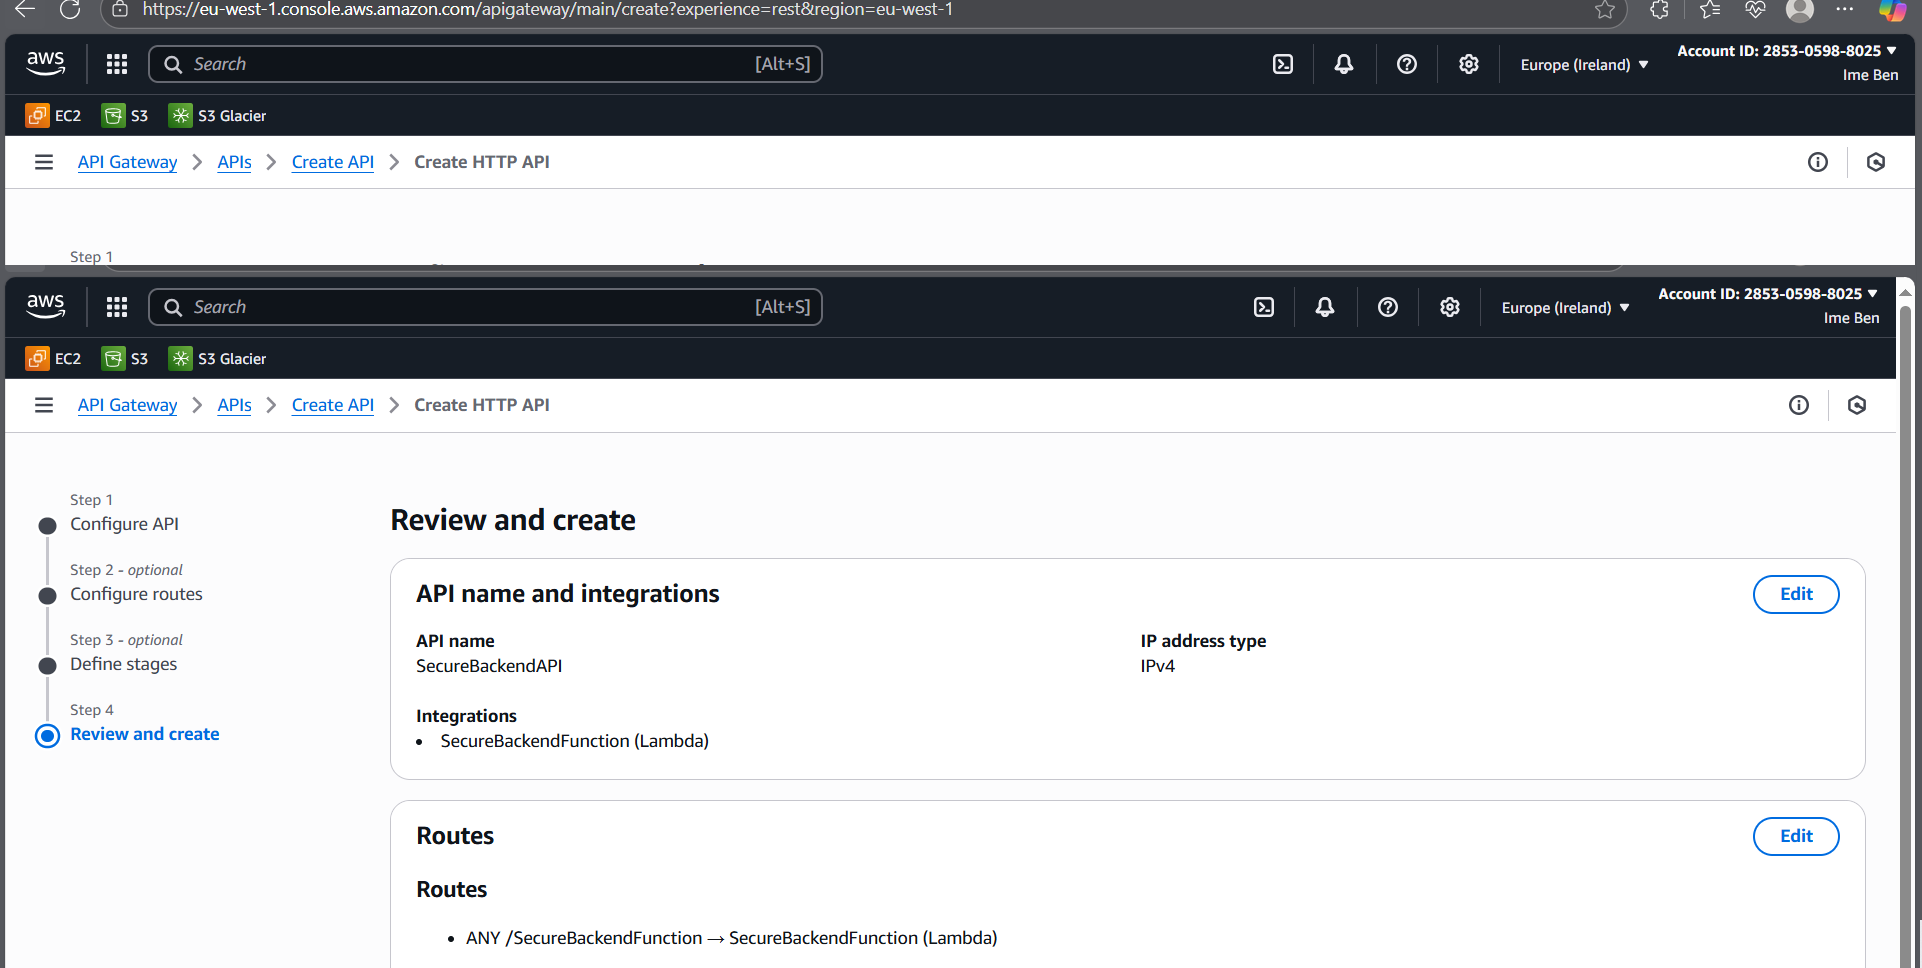 https://eu-west-1.console.aws.amazon.com/apigateway/main/create?experience=rest&region=eu-west-1
aws
Search
[Alt+S]
Europe (Ireland)
Account ID: 2853-0598-8025
Ime Ben
EC2
S3
S3 Glacier
API Gateway
APIs
Create API
Create HTTP API
Step 1
aws
Search
[Alt+S]
Europe (Ireland)
Account ID: 2853-0598-8025
Ime Ben
EC2
S3
S3 Glacier
API Gateway
APIs
Create API
Create HTTP API
Step 1
Configure API
Step 2 - optional
Configure routes
Step 3 - optional
Define stages
Step 4
Review and create
Review and create
API name and integrations
Edit
API name
SecureBackendAPI
IP address type
IPv4
Integrations
• SecureBackendFunction (Lambda)
Routes
Edit
Routes
• ANY /SecureBackendFunction → SecureBackendFunction (Lambda)